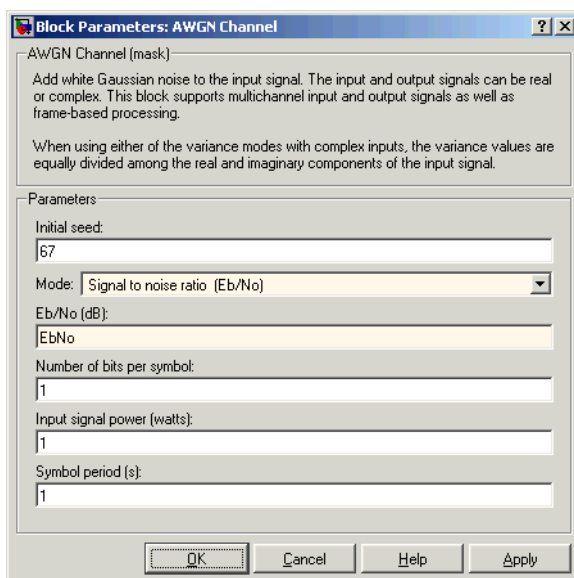 Block Parameters: AWGN Channel
AWGN Channel (mask)
Add white Gaussian noise to the input signal. The input and output signals can be real
or complex. This block supports multichannel input and output signals as well as
frame-based processing.
When using either of the variance modes with complex inputs, the variance values are
equally divided among the real and imaginary components of the input signal.
Parameters
Initial seed:
67
Mode: Signal to noise ratio (Eb/No)
Eb/No (dB):
EbNo
Number of bits per symbol:
1
Input signal power (watts):
1
Symbol period (s):
1
OK Cancel Help Apply